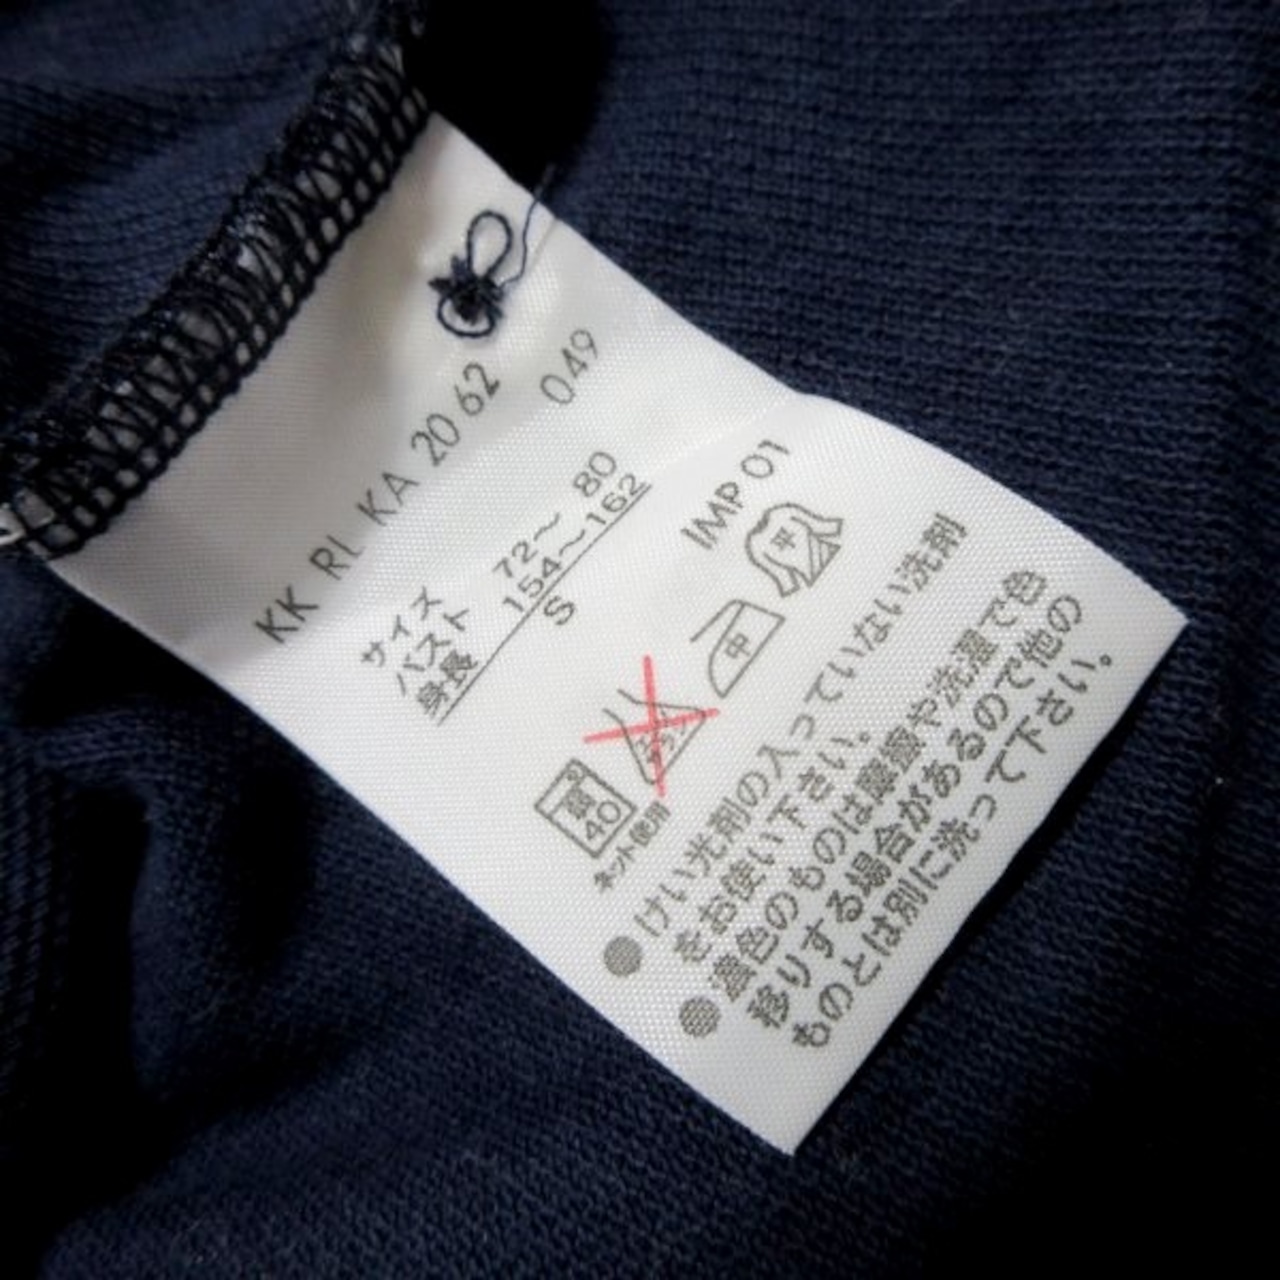 KK RL KA 20 62
049
サイズ
バスト 72〜 80
身長 154〜162
S
IMP 01
平
中
40
ネット使用
●けい光剤の入っていない洗剤
をお使い下さい。
●濃色のものは摩擦や洗濯で色
移りする場合があるので他の
ものとは別に洗って下さい。